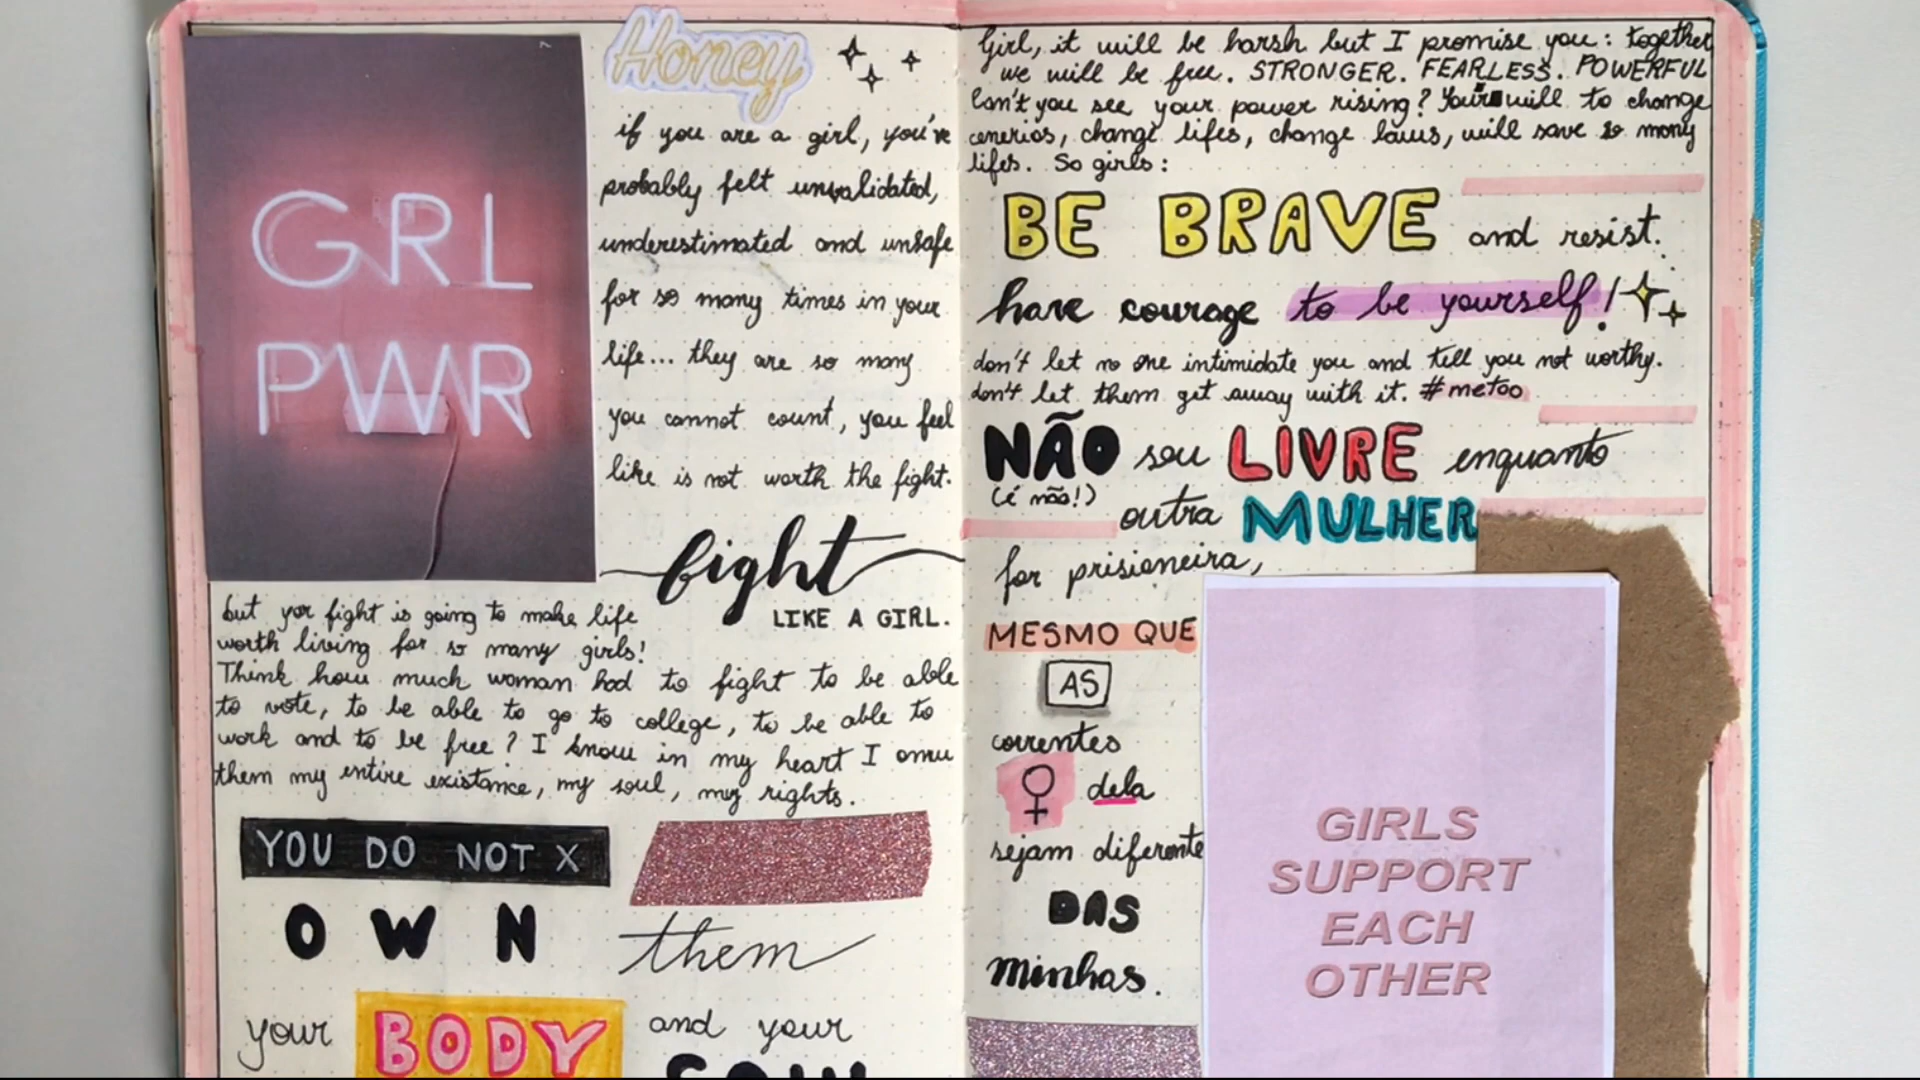 GRL
PWR
Honey
if you are a girl, you've
probably felt unvalidated,
underestimated and unsafe
for so many times in your
life... they are so many
you cannot count, you feel
like is not worth the fight.
fight
LIKE A GIRL.
but yor fight is going to make life
worth living for so many girls!
Think how much woman had to fight to be able
to vote, to be able to go to college, to be able to
work and to be free? I know in my heart I omu
them my entire existance, my soul, my rights.
YOU DO NOT X
OWN
them
your BODY and your
Girl, it will be harsh but I promise you: together
we will be free. STRONGER. FEARLESS. POWERFUL
Can't you see your power rising? Your will to change
cenerios, change lifes, change laws, will save so many
lifes. So girls:
BE BRAVE and resist.
have courage to be yourself!
don't let no one intimidate you and tell you not worthy.
don't let them get away with it. #metoo
NÃO sou LIVRE enquanto
(é não!)
outra MULHER
for prisioneira,
MESMO QUE
AS
correntes
♀ dela
sejam diferente
DAS
minhas.
GIRLS
SUPPORT
EACH
OTHER